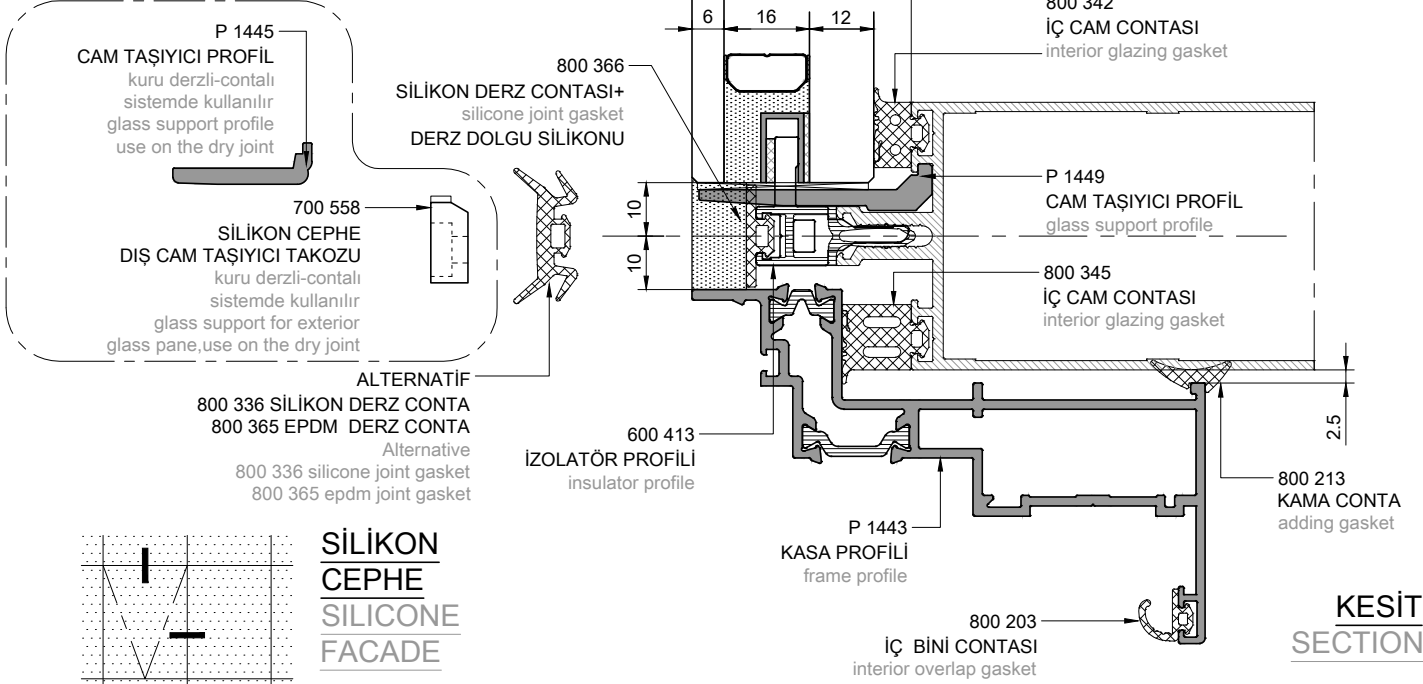 P 1445
CAM TAŞIYICI PROFİL
kuru derzli-contalı
sistemde kullanılır
glass support profile
use on the dry joint
700 558
SİLİKON CEPHE
DIŞ CAM TAŞIYICI TAKOZU
kuru derzli-contalı
sistemde kullanılır
glass support for exterior
glass pane,use on the dry joint
800 366
SİLİKON DERZ CONTASI+
silicone joint gasket
DERZ DOLGU SİLİKONU
ALTERNATİF
800 336 SİLİKON DERZ CONTA
800 365 EPDM DERZ CONTA
Alternative
800 336 silicone joint gasket
800 365 epdm joint gasket
6 16 12
10
10
800 342
İÇ CAM CONTASI
interior glazing gasket
P 1449
CAM TAŞIYICI PROFİL
glass support profile
800 345
İÇ CAM CONTASI
interior glazing gasket
2.5
600 413
İZOLATÖR PROFİLİ
insulator profile
800 213
KAMA CONTA
adding gasket
P 1443
KASA PROFİLİ
frame profile
800 203
İÇ BİNİ CONTASI
interior overlap gasket
SİLİKON
CEPHE
SILICONE
FACADE
KESİT
SECTION